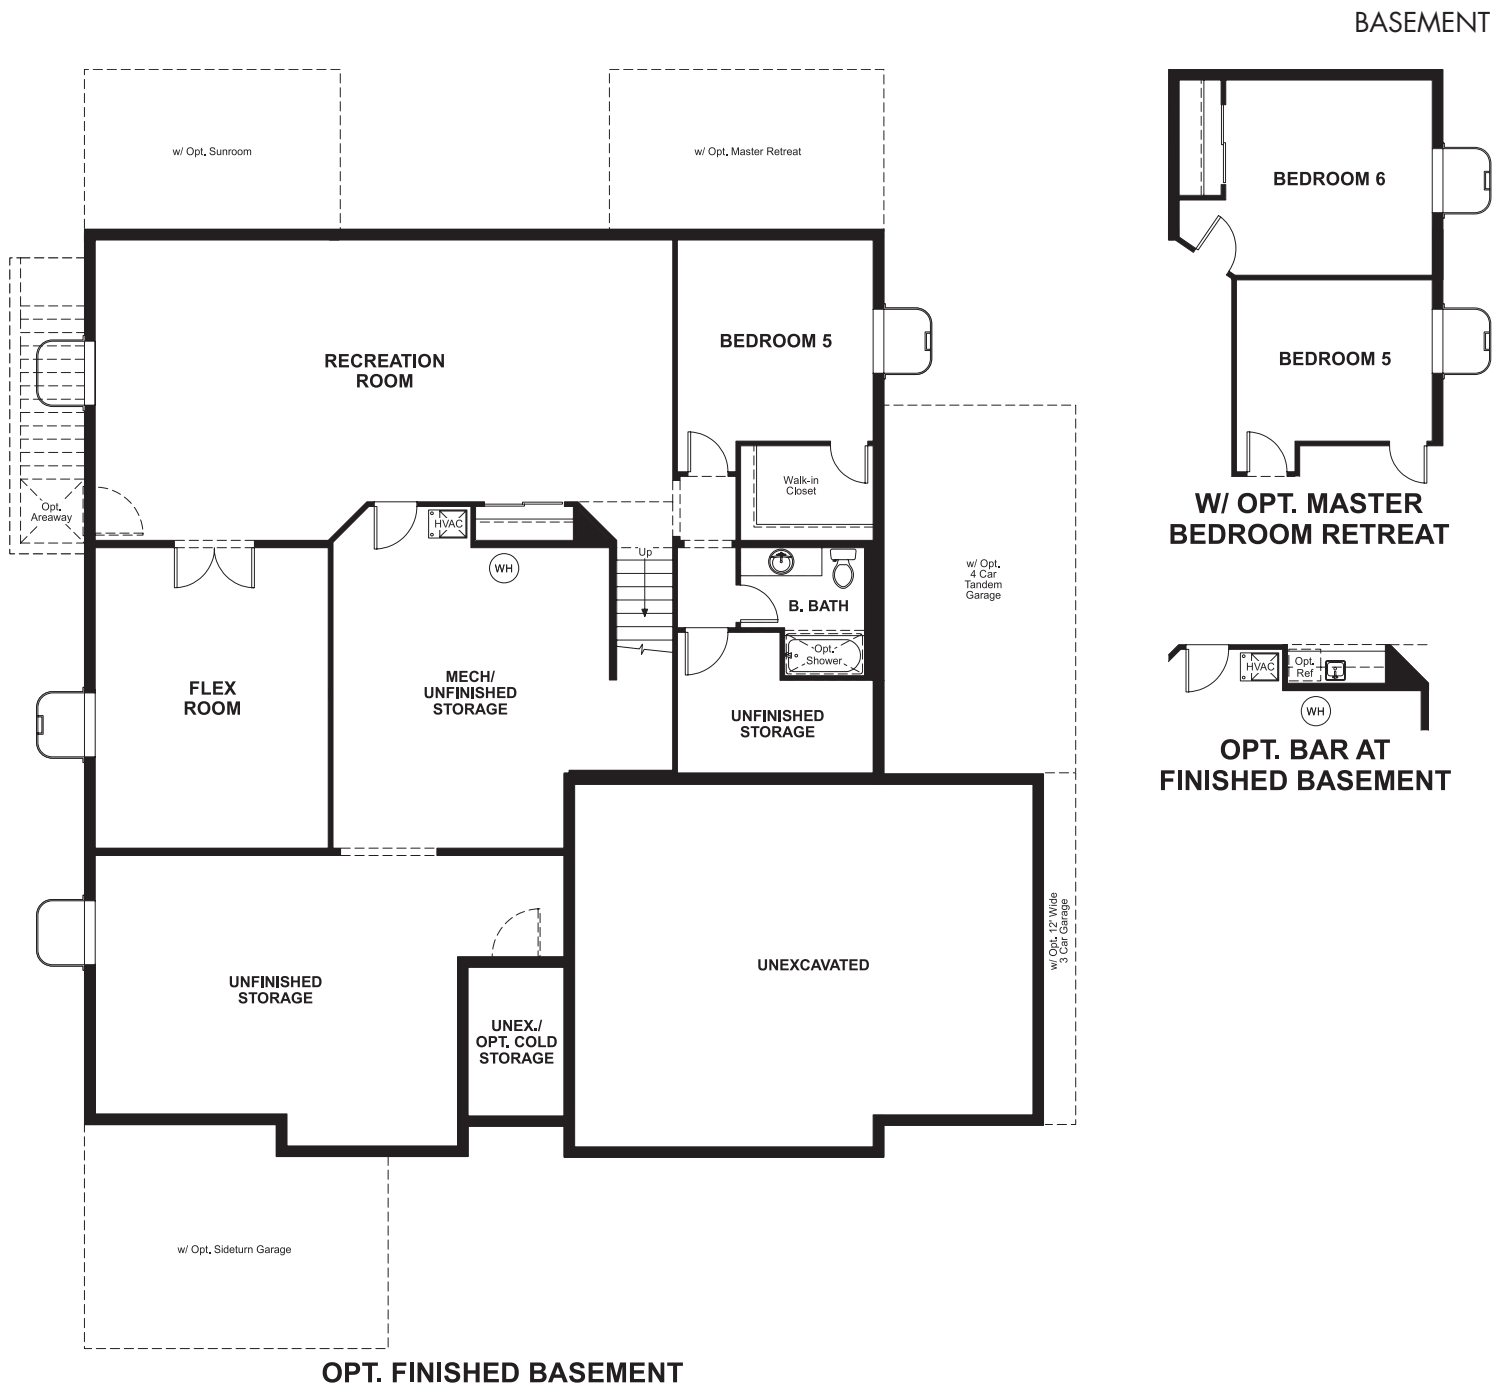 BASEMENT
w/ Opt. Sunroom
w/ Opt. Master Retreat
BEDROOM 6
RECREATION
ROOM
BEDROOM 5
BEDROOM 5
Walk-in
Closet
Opt.
Areaway
HVAC
WH
Up
W/ OPT. MASTER
BEDROOM RETREAT
w/ Opt.
4 Car
Tandem
Garage
B. BATH
Opt.
Shower
FLEX
ROOM
MECH/
UNFINISHED
STORAGE
UNFINISHED
STORAGE
HVAC
Opt.
Ref
WH
OPT. BAR AT
FINISHED BASEMENT
w/ Opt. 12' Wide
3 Car Garage
UNFINISHED
STORAGE
UNEX./
OPT. COLD
STORAGE
UNEXCAVATED
w/ Opt. Sideturn Garage
OPT. FINISHED BASEMENT